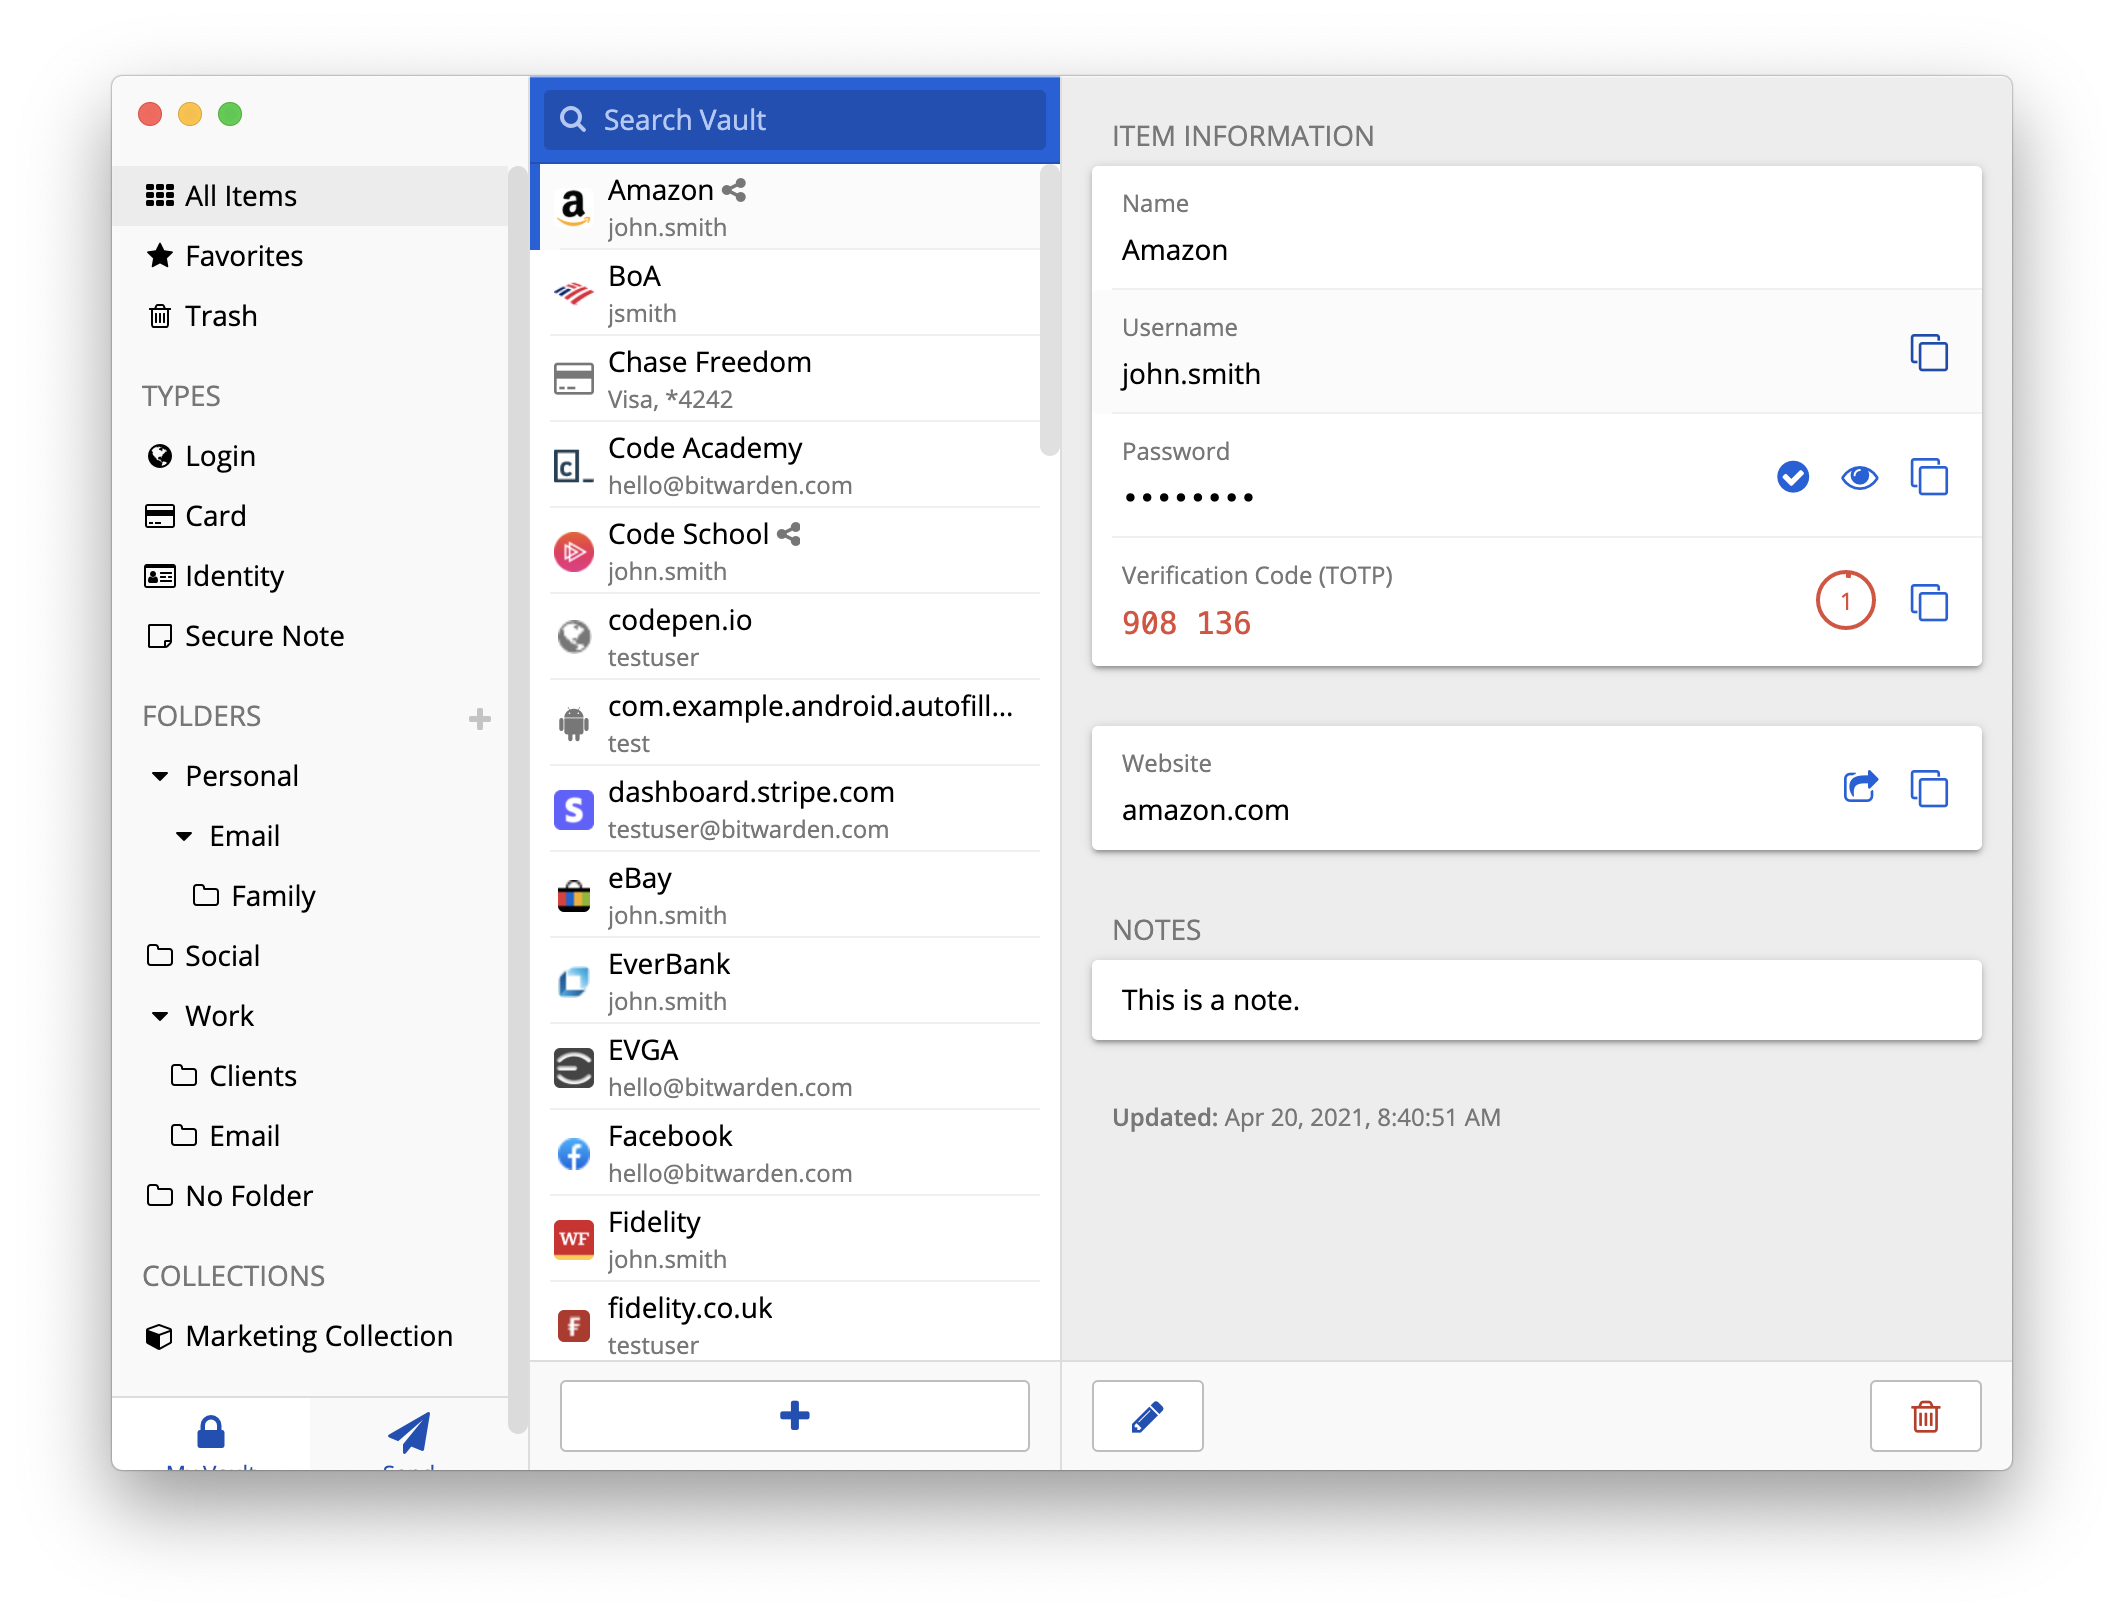 All Items
Favorites
Trash
TYPES
Login
Card
Identity
Secure Note
FOLDERS
Personal
Email
Family
Social
Work
Clients
Email
No Folder
COLLECTIONS
Marketing Collection
My Vault
Send
Search Vault
Amazon
john.smith
BoA
jsmith
Chase Freedom
Visa, *4242
Code Academy
hello@bitwarden.com
Code School
john.smith
codepen.io
testuser
com.example.android.autofill...
test
dashboard.stripe.com
testuser@bitwarden.com
eBay
john.smith
EverBank
john.smith
EVGA
hello@bitwarden.com
Facebook
hello@bitwarden.com
WF
Fidelity
john.smith
fidelity.co.uk
testuser
ITEM INFORMATION
Name
Amazon
Username
john.smith
Password
••••••••
Verification Code (TOTP)
908 136
1
Website
amazon.com
NOTES
This is a note.
Updated: Apr 20, 2021, 8:40:51 AM